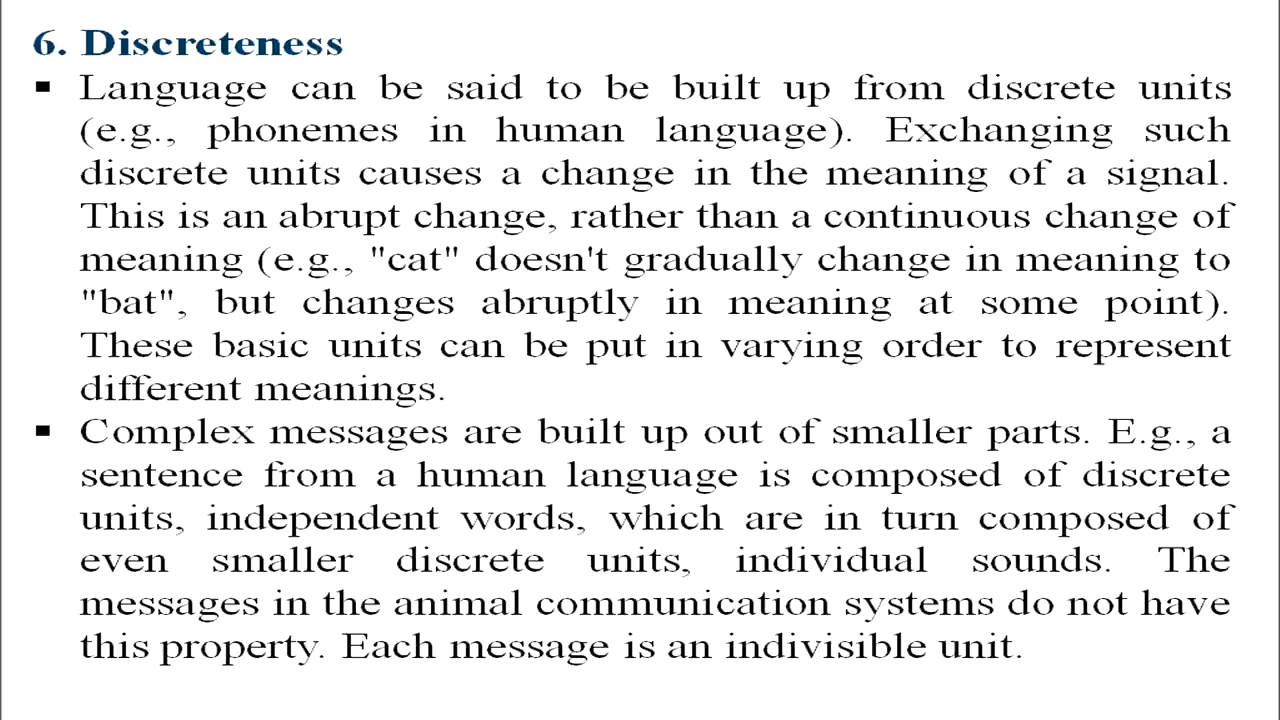 6. Discreteness
▪ Language can be said to be built up from discrete units
(e.g., phonemes in human language). Exchanging such
discrete units causes a change in the meaning of a signal.
This is an abrupt change, rather than a continuous change of
meaning (e.g., "cat" doesn't gradually change in meaning to
"bat", but changes abruptly in meaning at some point).
These basic units can be put in varying order to represent
different meanings.
▪ Complex messages are built up out of smaller parts. E.g., a
sentence from a human language is composed of discrete
units, independent words, which are in turn composed of
even smaller discrete units, individual sounds. The
messages in the animal communication systems do not have
this property. Each message is an indivisible unit.